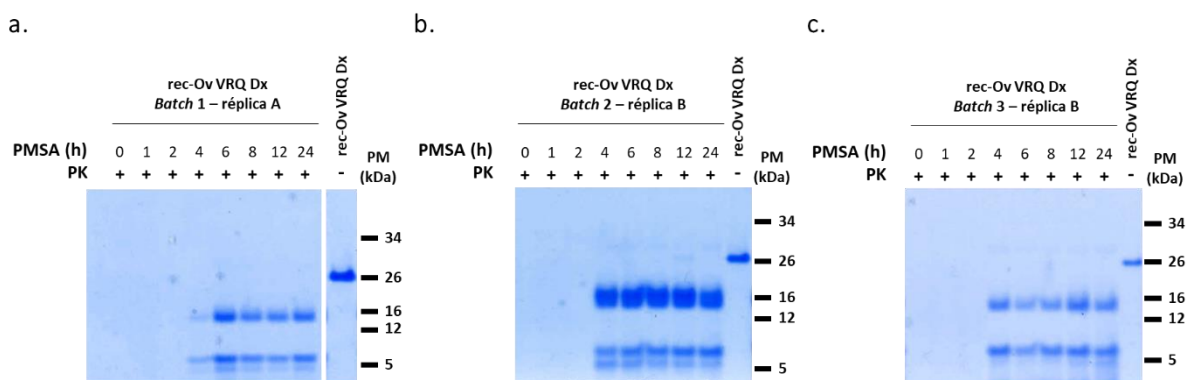 a.
rec-Ov VRQ Dx
Batch 1 – réplica A
rec-Ov VRQ Dx
PMSA (h) 0 1 2 4 6 8 12 24
PM
(kDa)
PK + + + + + + + + -
34
26
16
12
5
b.
rec-Ov VRQ Dx
Batch 2 – réplica B
rec-Ov VRQ Dx
PMSA (h) 0 1 2 4 6 8 12 24
PM
(kDa)
PK + + + + + + + + -
34
26
16
12
5
c.
rec-Ov VRQ Dx
Batch 3 – réplica B
rec-Ov VRQ Dx
PMSA (h) 0 1 2 4 6 8 12 24
PM
(kDa)
PK + + + + + + + + -
34
26
16
12
5